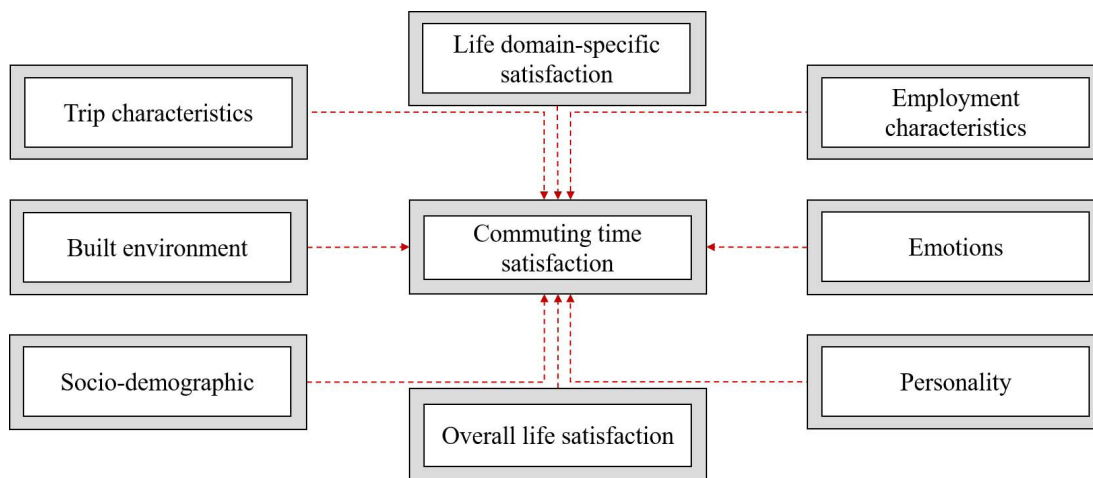 Life domain-specific
satisfaction
Trip characteristics
Employment
characteristics
Built environment
Commuting time
satisfaction
Emotions
Socio-demographic
Personality
Overall life satisfaction